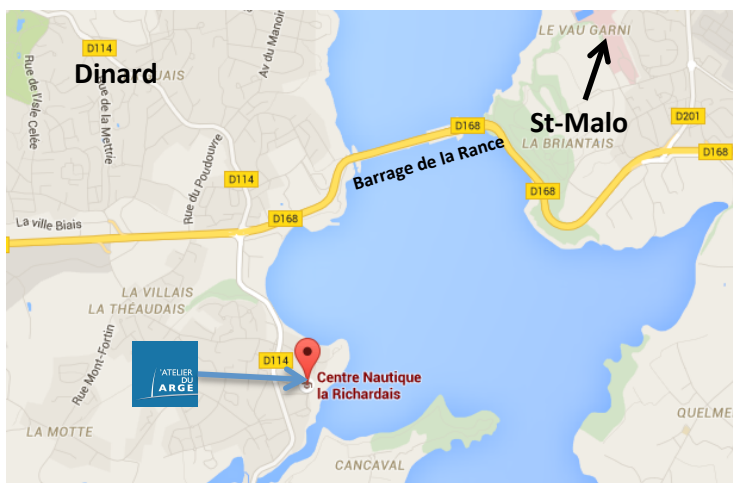 LE VAU GARNI
D114
Dinard
UAIS
Av du Manoir
Rue de l'Isle Celée
Rue de la Mettrie
St-Malo
D201
D168
LA BRIANTAIS
D168
Barrage de la Rance
Rue du Poudouvre
D114
D168
D168
La ville Biais
LA VILLAIS
LA THÉAUDAIS
Rue Mont-Fortin
'ATELIER
DU
ARGE
D114
Centre Nautique
la Richardais
QUELME
LA MOTTE
CANCAVAL